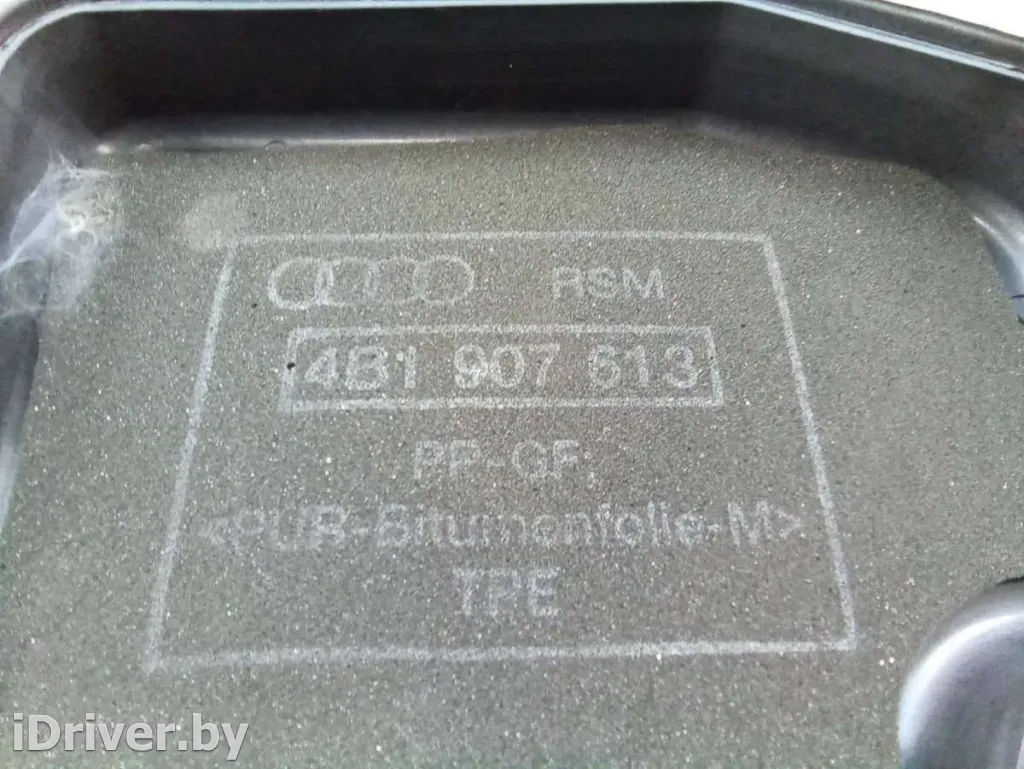 RSM
4B1 907 613
PP-GF;
<PUR-Bitumenfolie-M>
TPE
iDriver.by